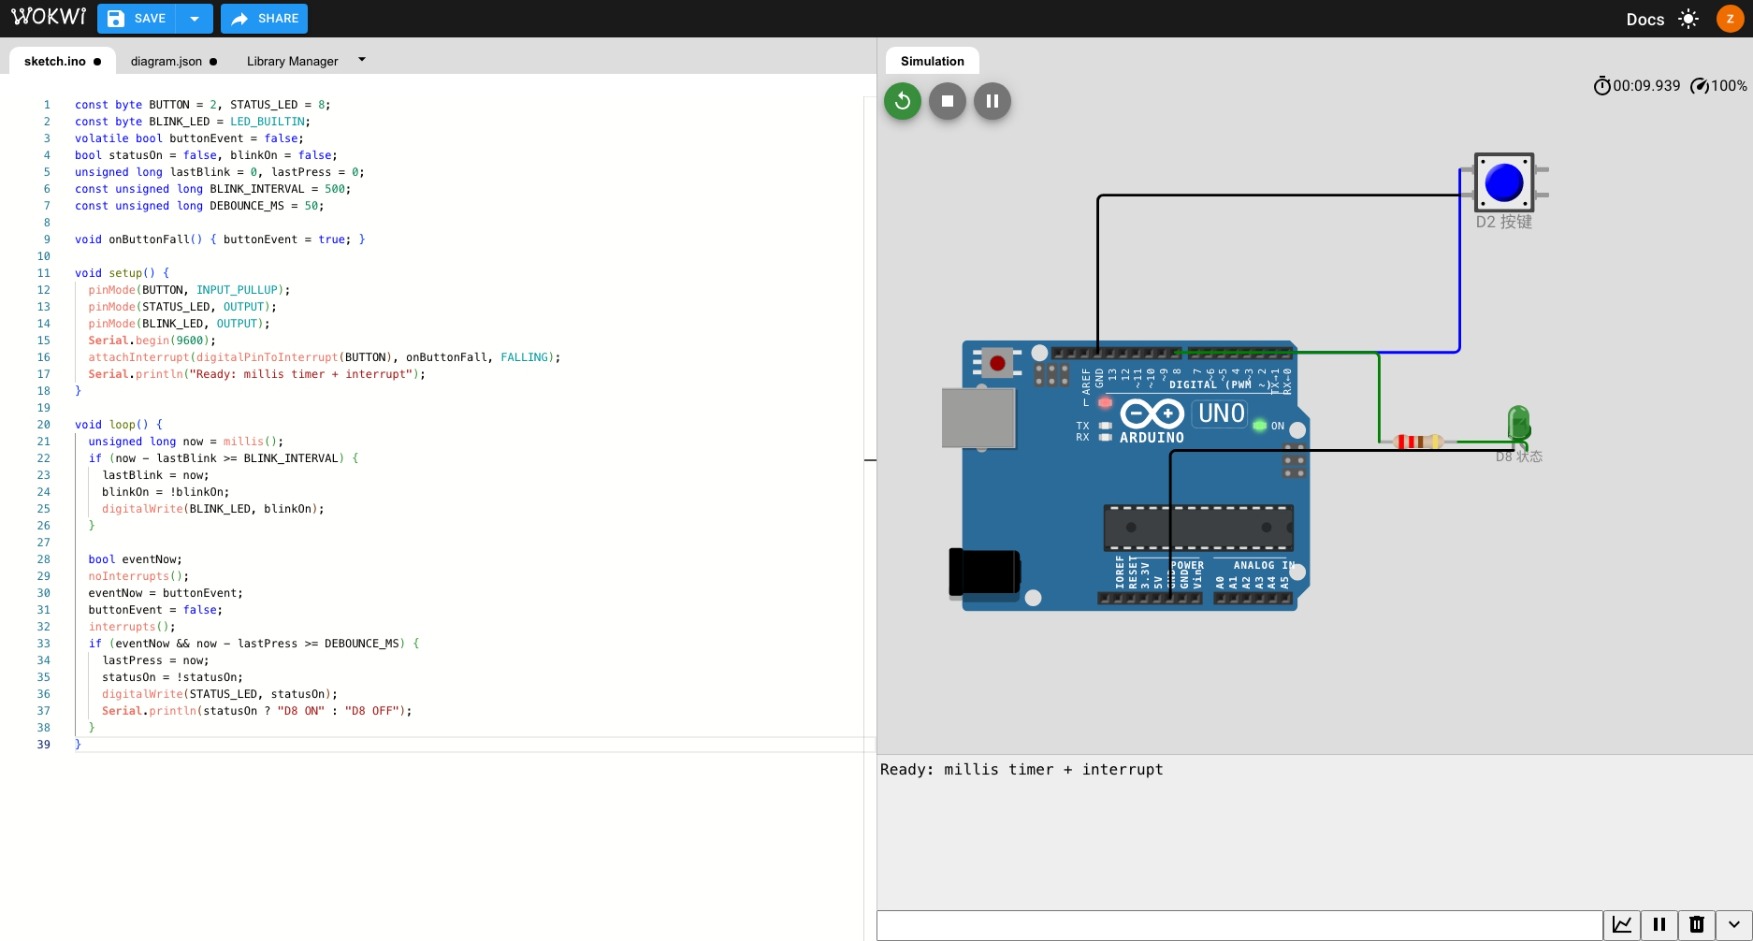 WOKWi SAVE SHARE Docs Z
sketch.ino ● diagram.json ● Library Manager
Simulation
00:09.939 100%
1 const byte BUTTON = 2, STATUS_LED = 8;
2 const byte BLINK_LED = LED_BUILTIN;
3 volatile bool buttonEvent = false;
4 bool statusOn = false, blinkOn = false;
5 unsigned long lastBlink = 0, lastPress = 0;
6 const unsigned long BLINK_INTERVAL = 500;
7 const unsigned long DEBOUNCE_MS = 50;
8
9 void onButtonFall() { buttonEvent = true; }
10
11 void setup() {
12 pinMode(BUTTON, INPUT_PULLUP);
13 pinMode(STATUS_LED, OUTPUT);
14 pinMode(BLINK_LED, OUTPUT);
15 Serial.begin(9600);
16 attachInterrupt(digitalPinToInterrupt(BUTTON), onButtonFall, FALLING);
17 Serial.println("Ready: millis timer + interrupt");
18 }
19
20 void loop() {
21 unsigned long now = millis();
22 if (now - lastBlink >= BLINK_INTERVAL) {
23 lastBlink = now;
24 blinkOn = !blinkOn;
25 digitalWrite(BLINK_LED, blinkOn);
26 }
27
28 bool eventNow;
29 noInterrupts();
30 eventNow = buttonEvent;
31 buttonEvent = false;
32 interrupts();
33 if (eventNow && now - lastPress >= DEBOUNCE_MS) {
34 lastPress = now;
35 statusOn = !statusOn;
36 digitalWrite(STATUS_LED, statusOn);
37 Serial.println(statusOn ? "D8 ON" : "D8 OFF");
38 }
39 }
D2 按键
AREF GND 13 12 ~11 ~10 ~9 8 7 ~6 ~5 4 ~3 2 TX→1 RX←0
DIGITAL (PWM ~)
L
UNO
TX
RX
ARDUINO
ON
D8 状态
IOREF RESET 3.3V 5V GND GND Vin A0 A1 A2 A3 A4 A5
POWER ANALOG IN
Ready: millis timer + interrupt